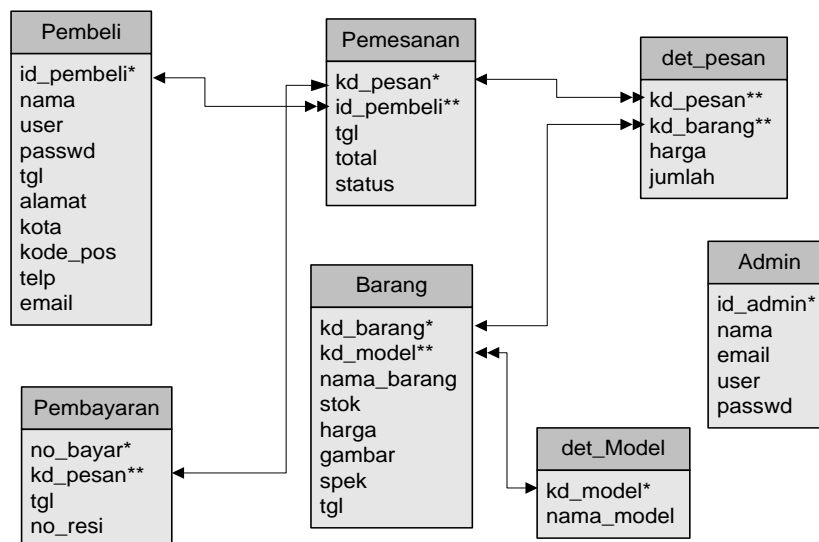 Pembeli
id_pembeli*
nama
user
passwd
tgl
alamat
kota
kode_pos
telp
email
Pemesanan
kd_pesan*
id_pembeli**
tgl
total
status
det_pesan
kd_pesan**
kd_barang**
harga
jumlah
Barang
kd_barang*
kd_model**
nama_barang
stok
harga
gambar
spek
tgl
Admin
id_admin*
nama
email
user
passwd
Pembayaran
no_bayar*
kd_pesan**
tgl
no_resi
det_Model
kd_model*
nama_model